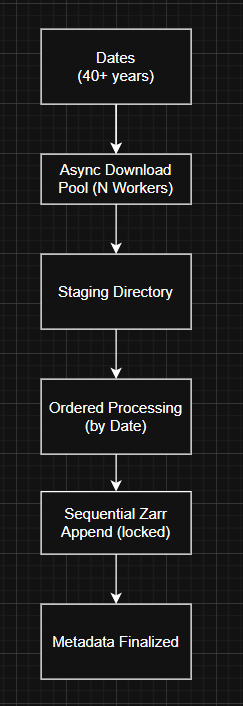 Dates
(40+ years)
Async Download
Pool (N Workers)
Staging Directory
Ordered Processing
(by Date)
Sequential Zarr
Append (locked)
Metadata Finalized